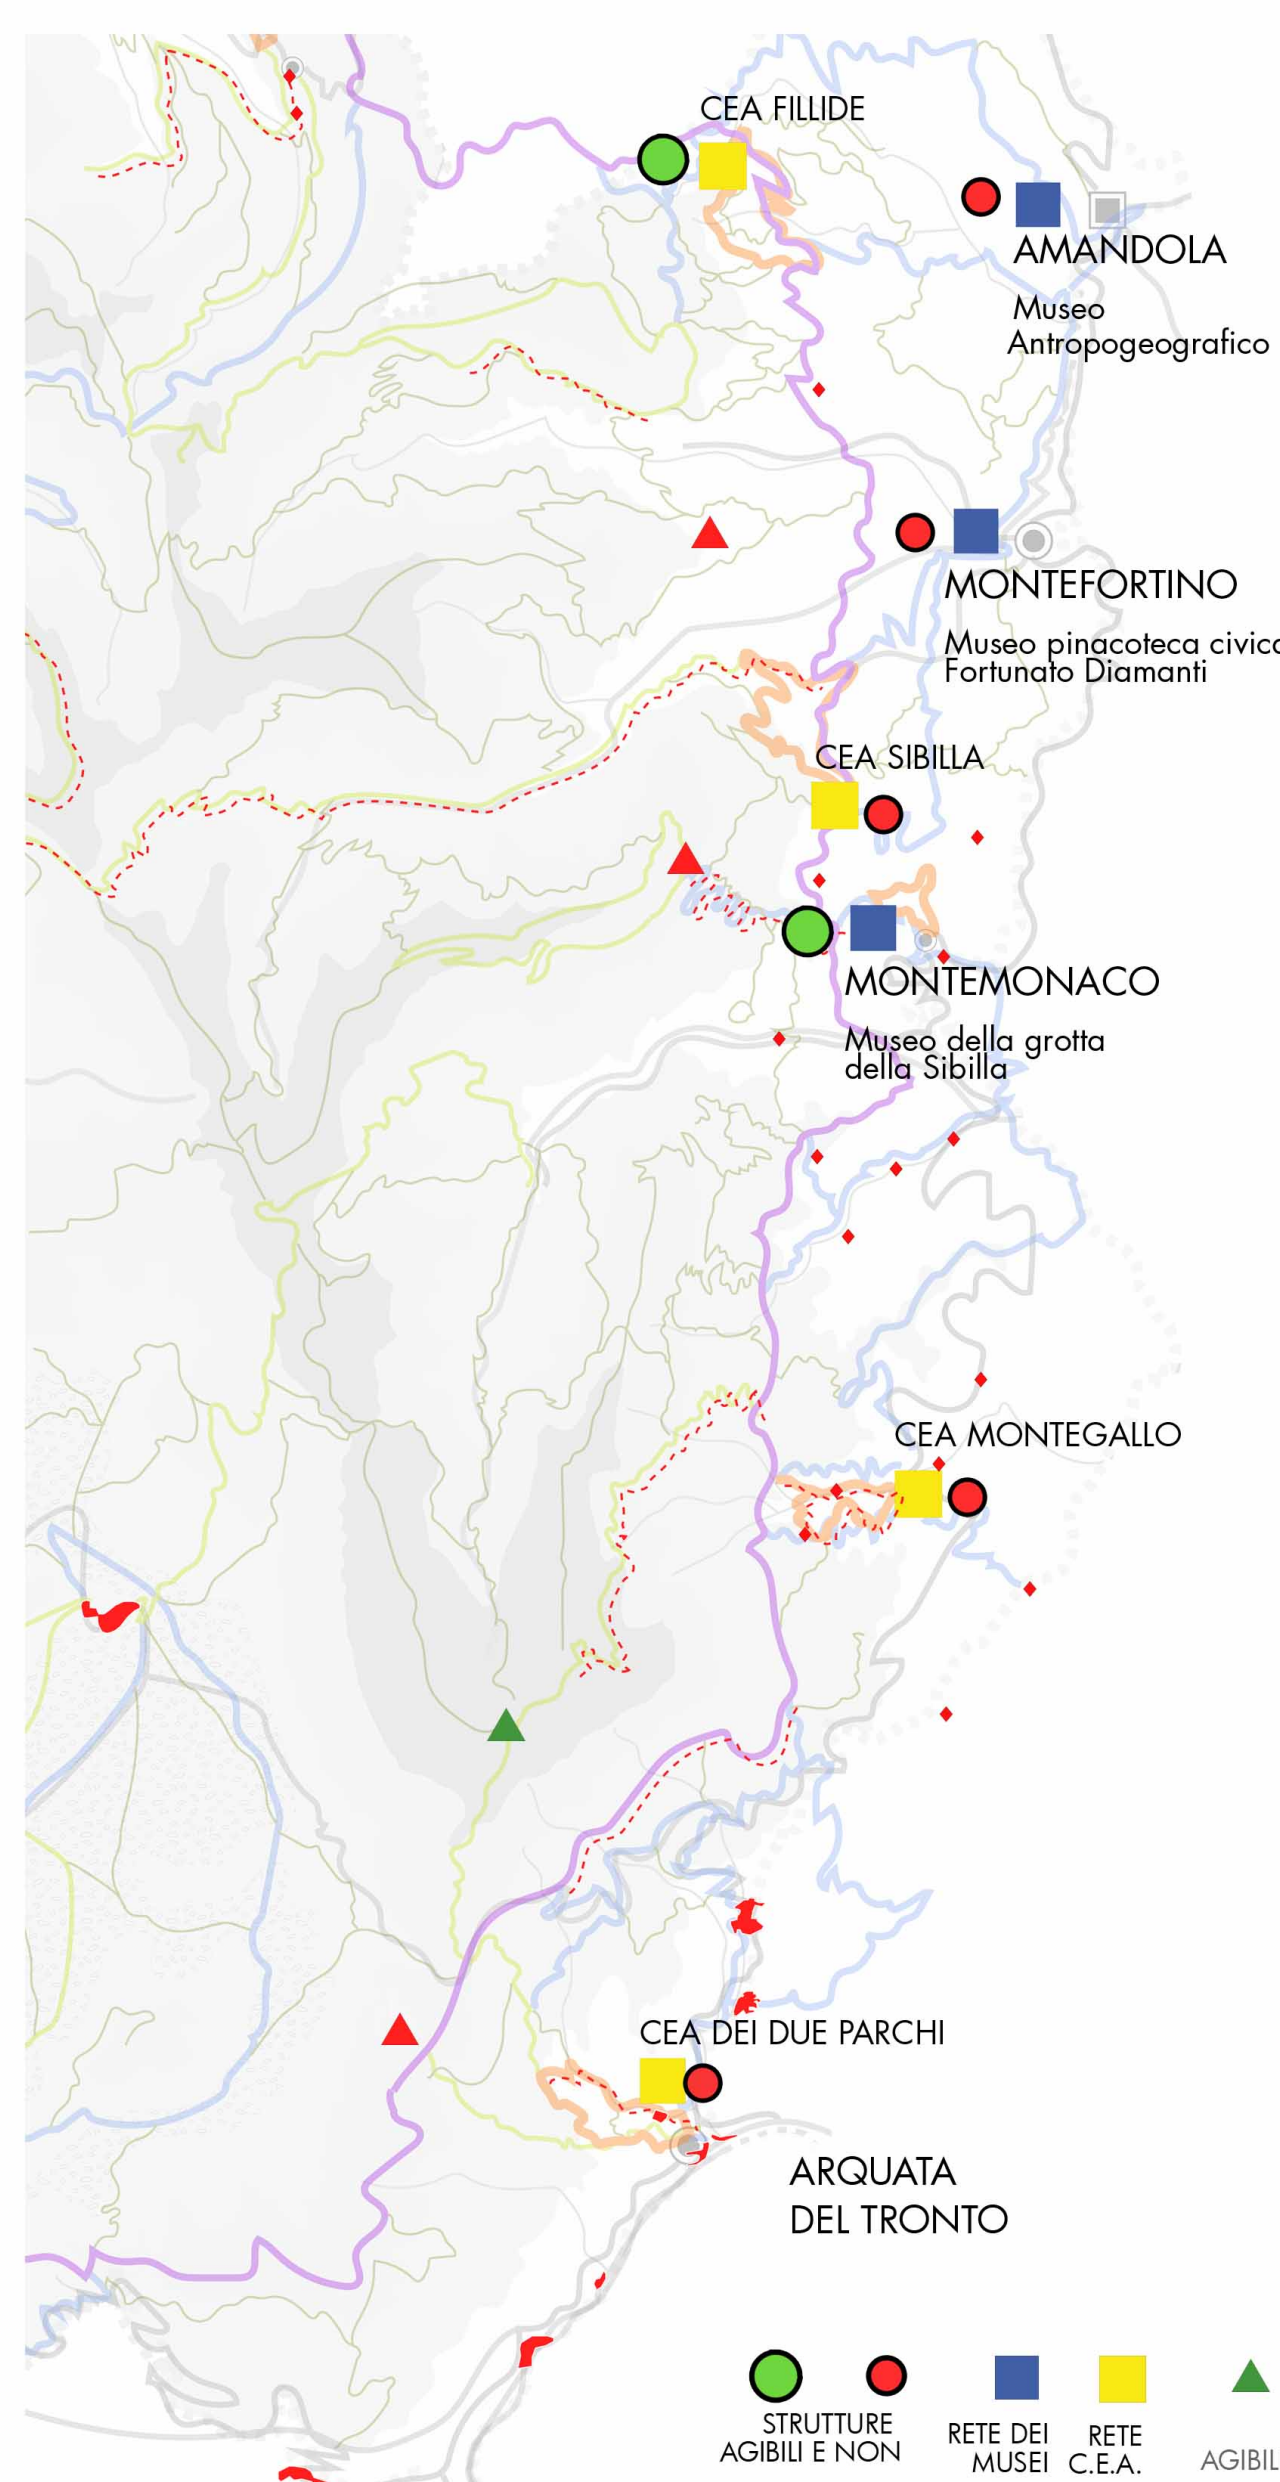 CEA FILLIDE
AMANDOLA
Museo
Antropogeografico
MONTEFORTINO
Museo pinacoteca civic
Fortunato Diamanti
CEA SIBILLA
MONTEMONACO
Museo della grotta
della Sibilla
CEA MONTEGALLO
CEA DEI DUE PARCHI
ARQUATA
DEL TRONTO
STRUTTURE
AGIBILI E NON
RETE DEI
MUSEI
RETE
C.E.A.
AGIBIL